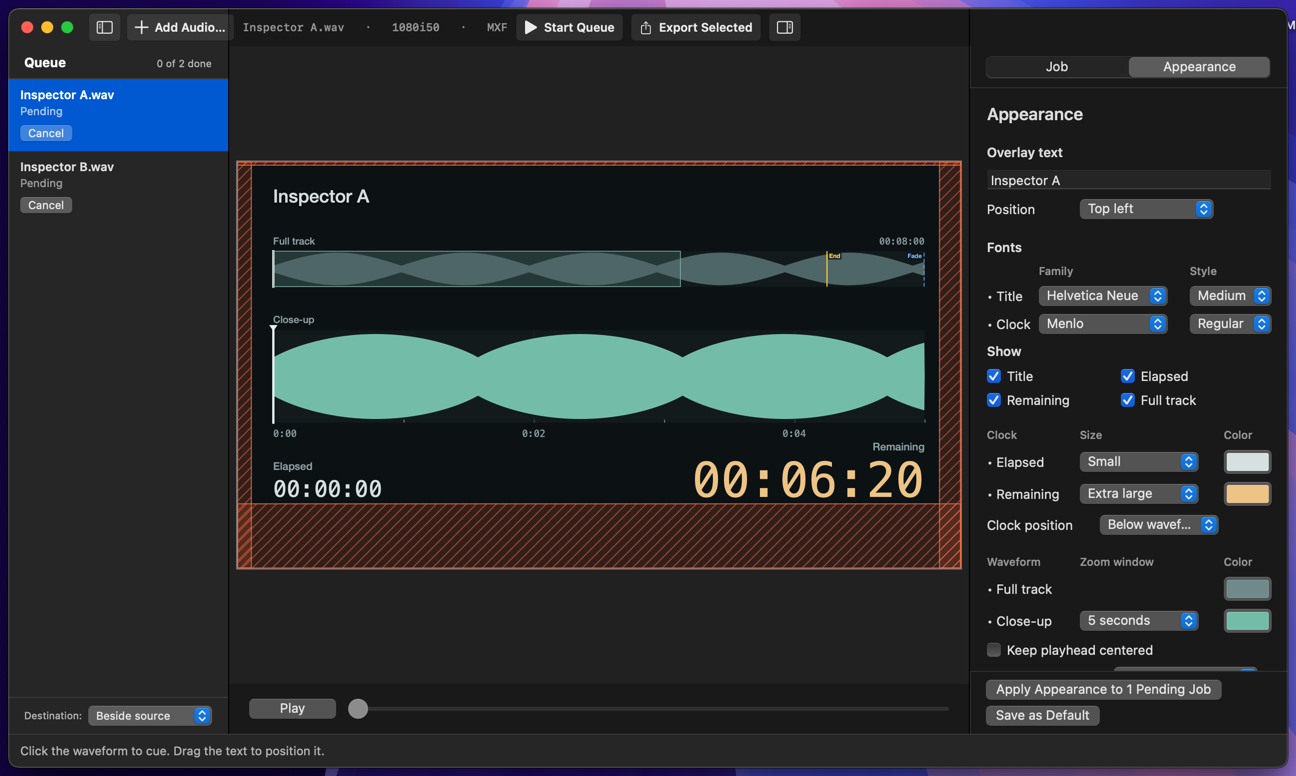 Add Audio... Inspector A.wav · 1080i50 · MXF Start Queue Export Selected
Queue 0 of 2 done
Inspector A.wav
Pending
Cancel
Inspector B.wav
Pending
Cancel
Destination: Beside source
Inspector A
Full track 00:08:00
End Fade
Close-up
0:00 0:02 0:04
Remaining
Elapsed
00:00:00 00:06:20
Play
Job Appearance
Appearance
Overlay text
Inspector A
Position Top left
Fonts
Family Style
• Title Helvetica Neue Medium
• Clock Menlo Regular
Show
Title Elapsed
Remaining Full track
Clock Size Color
• Elapsed Small
• Remaining Extra large
Clock position Below wavef...
Waveform Zoom window Color
• Full track
• Close-up 5 seconds
Keep playhead centered
Apply Appearance to 1 Pending Job
Save as Default
Click the waveform to cue. Drag the text to position it.